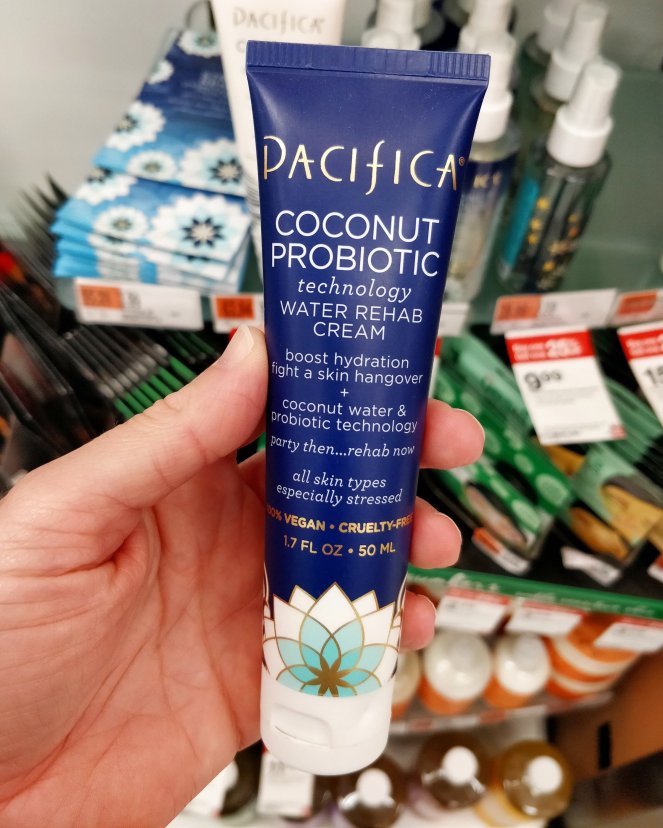 PACIFICA
PACIFICA®
COCONUT
PROBIOTIC
technology
WATER REHAB
CREAM
boost hydration
fight a skin hangover
+
coconut water &
probiotic technology
party then...rehab now
all skin types
especially stressed
100% VEGAN • CRUELTY-FREE
1.7 FL OZ • 50 ML
9.99